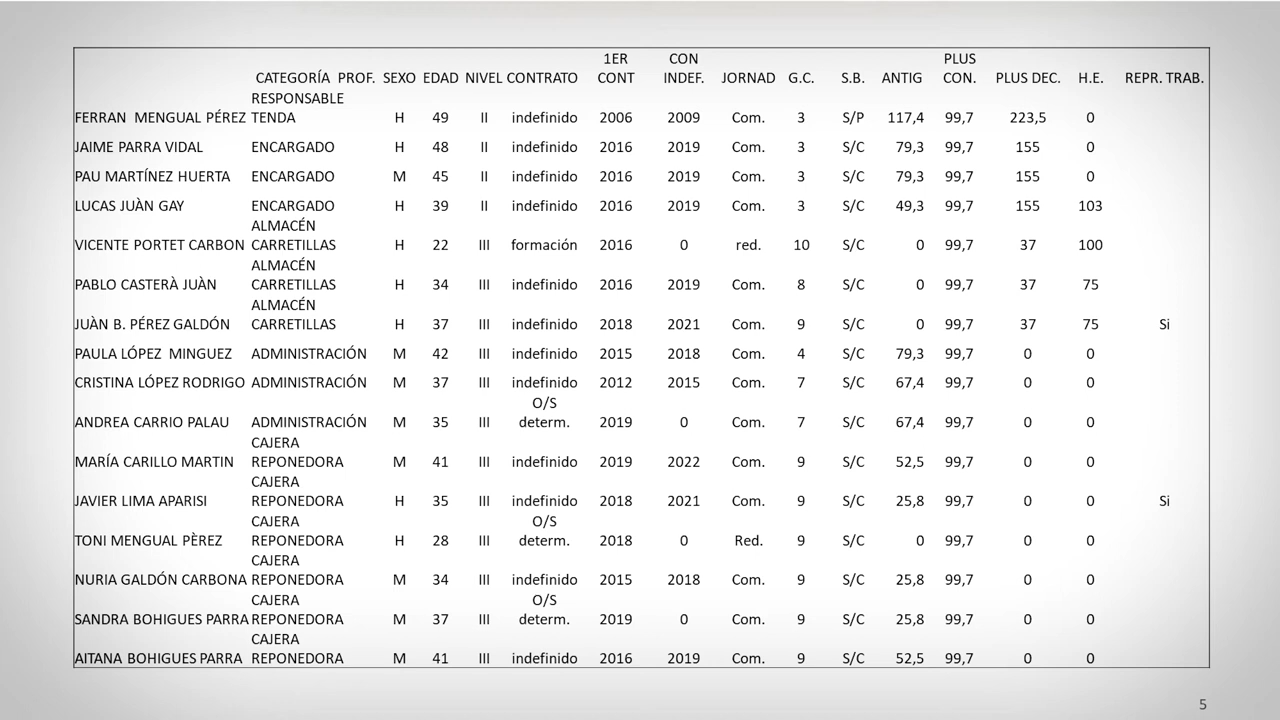 CATEGORÍA PROF. SEXO EDAD NIVEL CONTRATO 1ER CONT CON INDEF. JORNAD G.C. S.B. ANTIG PLUS CON. PLUS DEC. H.E. REPR. TRAB.
FERRAN MENGUAL PÉREZ RESPONSABLE TENDA H 49 II indefinido 2006 2009 Com. 3 S/P 117,4 99,7 223,5 0
JAIME PARRA VIDAL ENCARGADO H 48 II indefinido 2016 2019 Com. 3 S/C 79,3 99,7 155 0
PAU MARTÍNEZ HUERTA ENCARGADO M 45 II indefinido 2016 2019 Com. 3 S/C 79,3 99,7 155 0
LUCAS JUÀN GAY ENCARGADO H 39 II indefinido 2016 2019 Com. 3 S/C 49,3 99,7 155 103
VICENTE PORTET CARBON ALMACÉN CARRETILLAS H 22 III formación 2016 0 red. 10 S/C 0 99,7 37 100
PABLO CASTERÀ JUÀN ALMACÉN CARRETILLAS H 34 III indefinido 2016 2019 Com. 8 S/C 0 99,7 37 75
JUÀN B. PÉREZ GALDÓN ALMACÉN CARRETILLAS H 37 III indefinido 2018 2021 Com. 9 S/C 0 99,7 37 75 Si
PAULA LÓPEZ MINGUEZ ADMINISTRACIÓN M 42 III indefinido 2015 2018 Com. 4 S/C 79,3 99,7 0 0
CRISTINA LÓPEZ RODRIGO ADMINISTRACIÓN M 37 III indefinido 2012 2015 Com. 7 S/C 67,4 99,7 0 0
ANDREA CARRIO PALAU ADMINISTRACIÓN M 35 III O/S determ. 2019 0 Com. 7 S/C 67,4 99,7 0 0
MARÍA CARILLO MARTIN CAJERA REPONEDORA M 41 III indefinido 2019 2022 Com. 9 S/C 52,5 99,7 0 0
JAVIER LIMA APARISI CAJERA REPONEDORA H 35 III indefinido 2018 2021 Com. 9 S/C 25,8 99,7 0 0 Si
TONI MENGUAL PÈREZ CAJERA REPONEDORA H 28 III O/S determ. 2018 0 Red. 9 S/C 0 99,7 0 0
NURIA GALDÓN CARBONA CAJERA REPONEDORA M 34 III indefinido 2015 2018 Com. 9 S/C 25,8 99,7 0 0
SANDRA BOHIGUES PARRA CAJERA REPONEDORA M 37 III O/S determ. 2019 0 Com. 9 S/C 25,8 99,7 0 0
AITANA BOHIGUES PARRA CAJERA REPONEDORA M 41 III indefinido 2016 2019 Com. 9 S/C 52,5 99,7 0 0
5